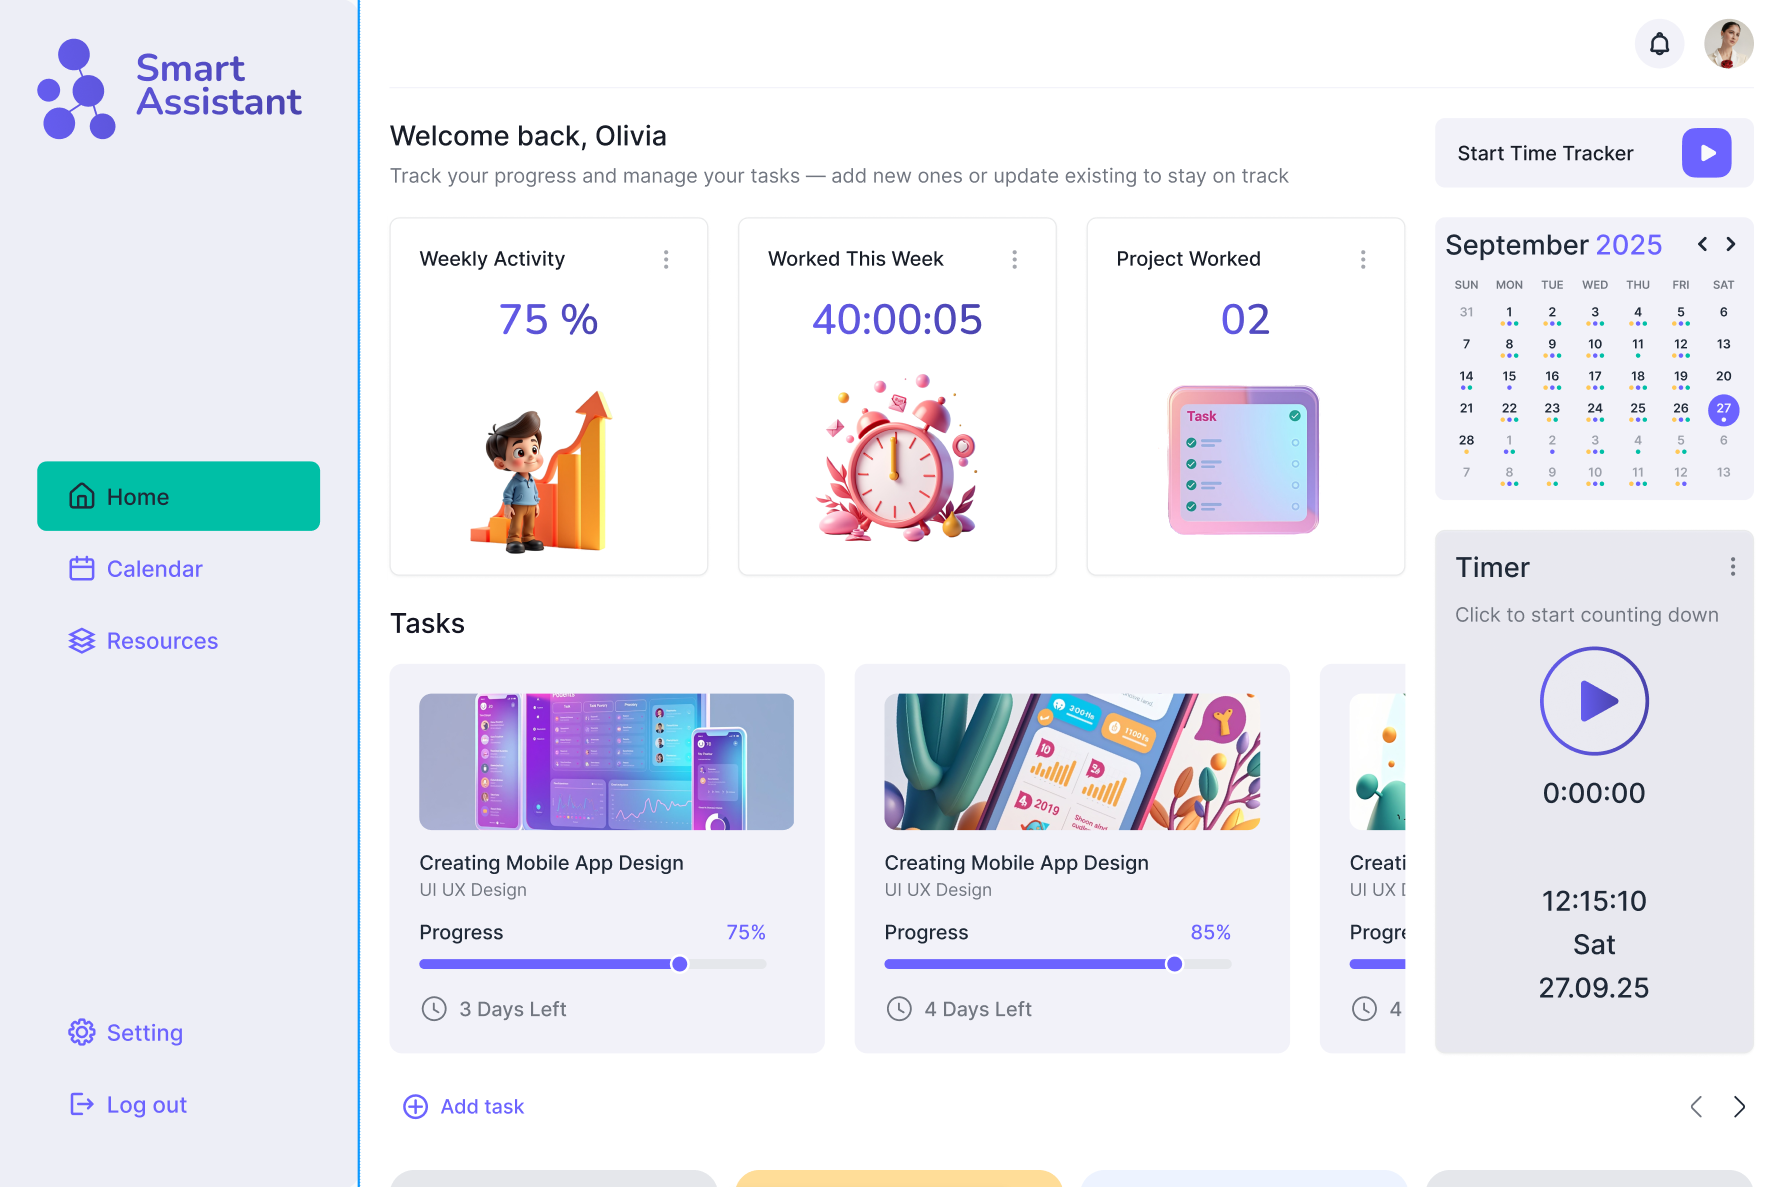 Smart
Assistant
Home
Calendar
Resources
Setting
Log out
Welcome back, Olivia
Track your progress and manage your tasks — add new ones or update existing to stay on track
Weekly Activity
75 %
Worked This Week
40:00:05
Project Worked
02
Task
Tasks
3:00
1100Ts
10
2019
Creating Mobile App Design
UI UX Design
Progress
75%
3 Days Left
Creating Mobile App Design
UI UX Design
Progress
85%
4 Days Left
Creati
UI UX D
Progre
4
Add task
Start Time Tracker
September 2025
SUN MON TUE WED THU FRI SAT
31 1 2 3 4 5 6
7 8 9 10 11 12 13
14 15 16 17 18 19 20
21 22 23 24 25 26 27
28 1 2 3 4 5 6
7 8 9 10 11 12 13
Timer
Click to start counting down
0:00:00
12:15:10
Sat
27.09.25